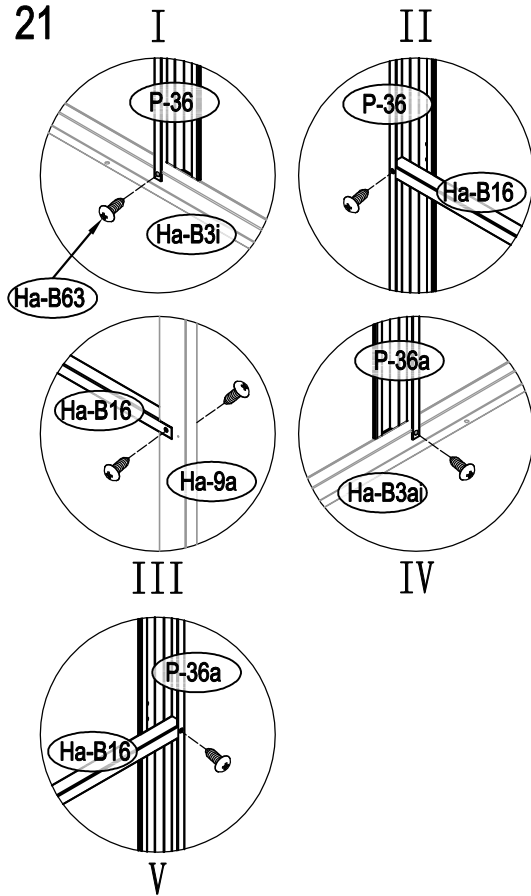 21
I
II
P-36
Ha-B3i
Ha-B63
P-36
Ha-B16
Ha-B16
Ha-9a
III
P-36a
Ha-B3ai
IV
P-36a
Ha-B16
V